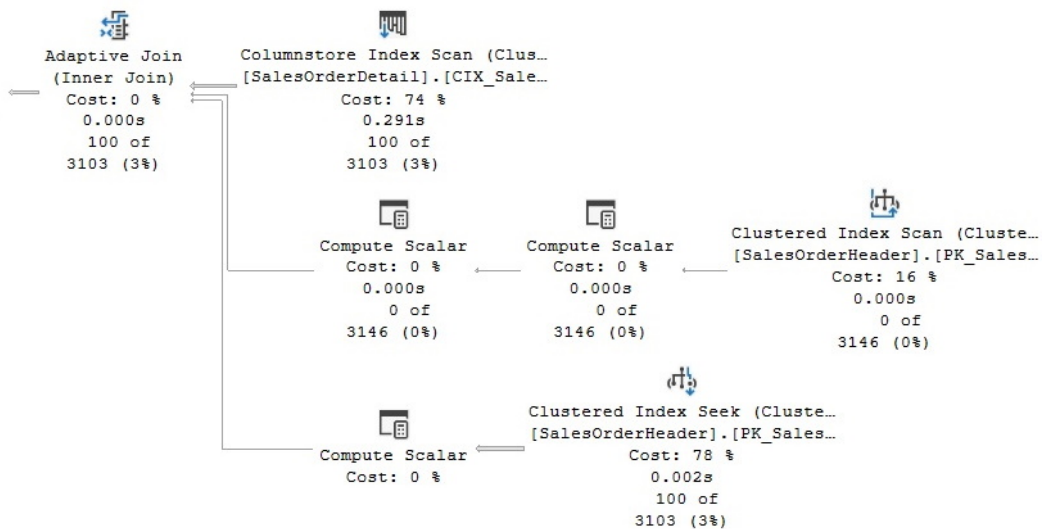 Adaptive Join
(Inner Join)
Cost: 0 %
0.000s
100 of
3103 (3%)
Columnstore Index Scan (Clus…
[SalesOrderDetail].[CIX_Sale…
Cost: 74 %
0.291s
100 of
3103 (3%)
Compute Scalar
Cost: 0 %
0.000s
0 of
3146 (0%)
Compute Scalar
Cost: 0 %
0.000s
0 of
3146 (0%)
Clustered Index Scan (Cluste…
[SalesOrderHeader].[PK_Sales…
Cost: 16 %
0.000s
0 of
3146 (0%)
Compute Scalar
Cost: 0 %
Clustered Index Seek (Cluste…
[SalesOrderHeader].[PK_Sales…
Cost: 78 %
0.002s
100 of
3103 (3%)